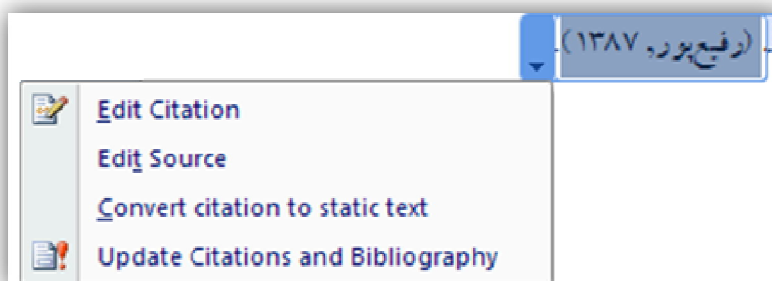 (رفیع‌پور, ۱۳۸۷).
Edit Citation
Edit Source
Convert citation to static text
Update Citations and Bibliography